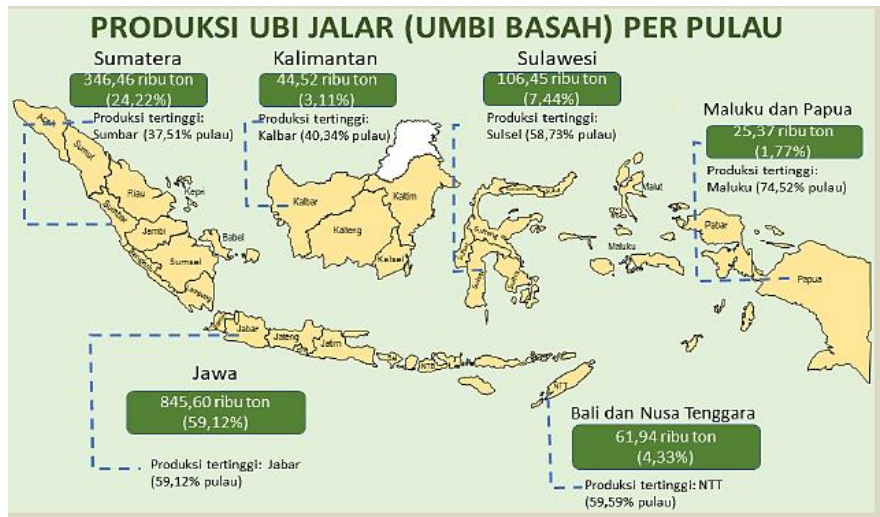 PRODUKSI UBI JALAR (UMBI BASAH) PER PULAU
Sumatera
346,46 ribu ton
(24,22%)
Produksi tertinggi:
Sumbar (37,51% pulau)
Kalimantan
44,52 ribu ton
(3,11%)
Produksi tertinggi:
Kalbar (40,34% pulau)
Sulawesi
106,45 ribu ton
(7,44%)
Produksi tertinggi:
Sulsel (58,73% pulau)
Maluku dan Papua
25,37 ribu ton
(1,77%)
Produksi tertinggi:
Maluku (74,52% pulau)
Aceh
Sumut
Riau
Kepri
Sumbar
Jambi
Babel
Sumsel
Lampung
Kalbar
Kalteng
Kaltim
Kalsel
Malut
Maluku
Pabar
Papua
Jabar
Jateng
Jatim
NTB
NTT
Jawa
845,60 ribu ton
(59,12%)
Produksi tertinggi: Jabar
(59,12% pulau)
Bali dan Nusa Tenggara
61,94 ribu ton
(4,33%)
Produksi tertinggi: NTT
(59,59% pulau)